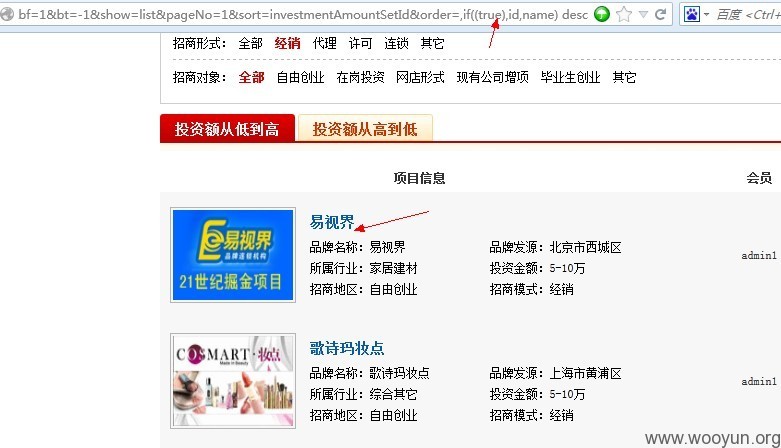 bf=1&bt=-1&show=list&pageNo=1&sort=investmentAmountSetId&order=,if((true),id,name) desc 百度 <Ctrl+
招商形式： 全部 经销 代理 许可 连锁 其它
招商对象： 全部 自由创业 在岗投资 网店形式 现有公司增项 毕业生创业 其它
投资额从低到高 投资额从高到低
项目信息 会员
易视界
品牌连锁机构
21世纪掘金项目
易视界
品牌名称：易视界 品牌发源：北京市西城区
所属行业：家居建材 投资金额：5-10万
招商地区：自由创业 招商模式：经销
admin1
COSMART·妆点
歌诗玛妆点
品牌名称：歌诗玛妆点 品牌发源：上海市黄浦区
所属行业：综合其它 投资金额：5-10万
招商地区：自由创业 招商模式：经销
admin1
www.wooyun.org